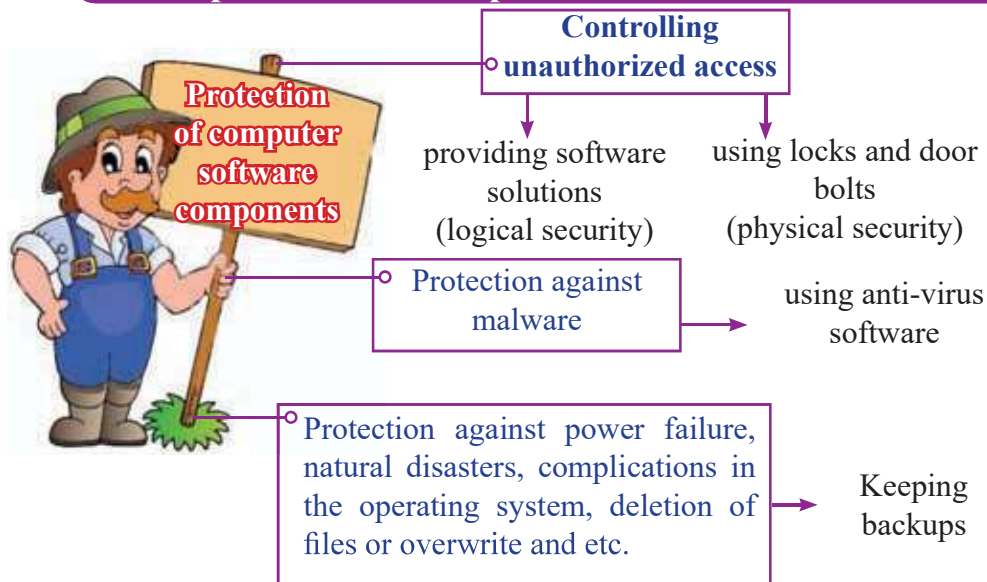 Controlling
unauthorized access
Protection
of computer
software
components
providing software
solutions
(logical security)
using locks and door
bolts
(physical security)
Protection against
malware
using anti-virus
software
Protection against power failure,
natural disasters, complications in
the operating system, deletion of
files or overwrite and etc.
Keeping
backups